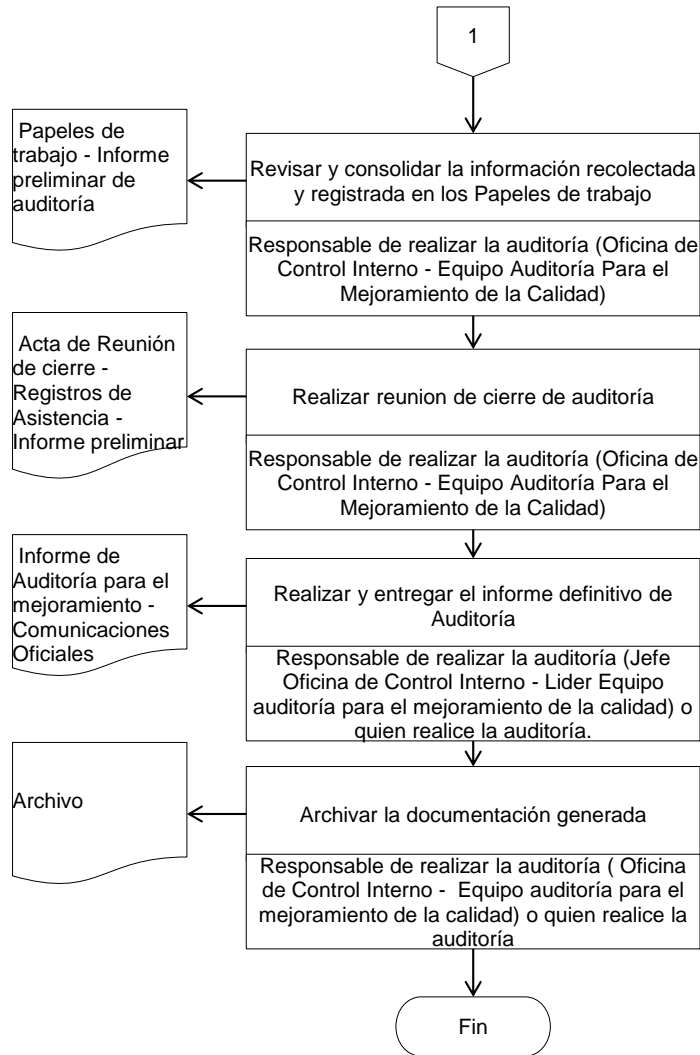 1
Papeles de
trabajo - Informe
preliminar de
auditoría
Revisar y consolidar la información recolectada
y registrada en los Papeles de trabajo
Responsable de realizar la auditoría (Oficina de
Control Interno - Equipo Auditoría Para el
Mejoramiento de la Calidad)
Acta de Reunión
de cierre -
Registros de
Asistencia -
Informe preliminar
Realizar reunion de cierre de auditoría
Responsable de realizar la auditoría (Oficina de
Control Interno - Equipo Auditoría Para el
Mejoramiento de la Calidad)
Informe de
Auditoría para el
mejoramiento -
Comunicaciones
Oficiales
Realizar y entregar el informe definitivo de
Auditoría
Responsable de realizar la auditoría (Jefe
Oficina de Control Interno - Lider Equipo
auditoría para el mejoramiento de la calidad) o
quien realice la auditoría.
Archivo
Archivar la documentación generada
Responsable de realizar la auditoría ( Oficina
de Control Interno - Equipo auditoría para el
mejoramiento de la calidad) o quien realice la
auditoría
Fin